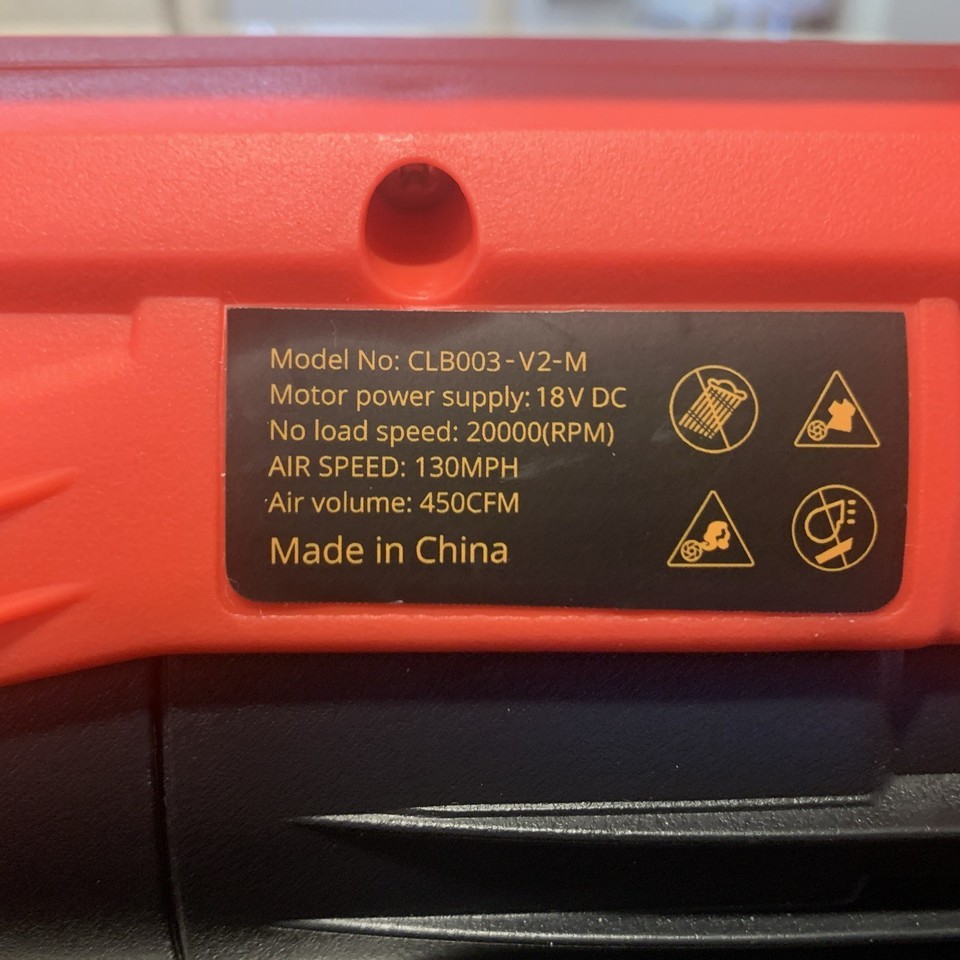 Model No: CLB003-V2-M
Motor power supply: 18V DC
No load speed: 20000(RPM)
AIR SPEED: 130MPH
Air volume: 450CFM
Made in China